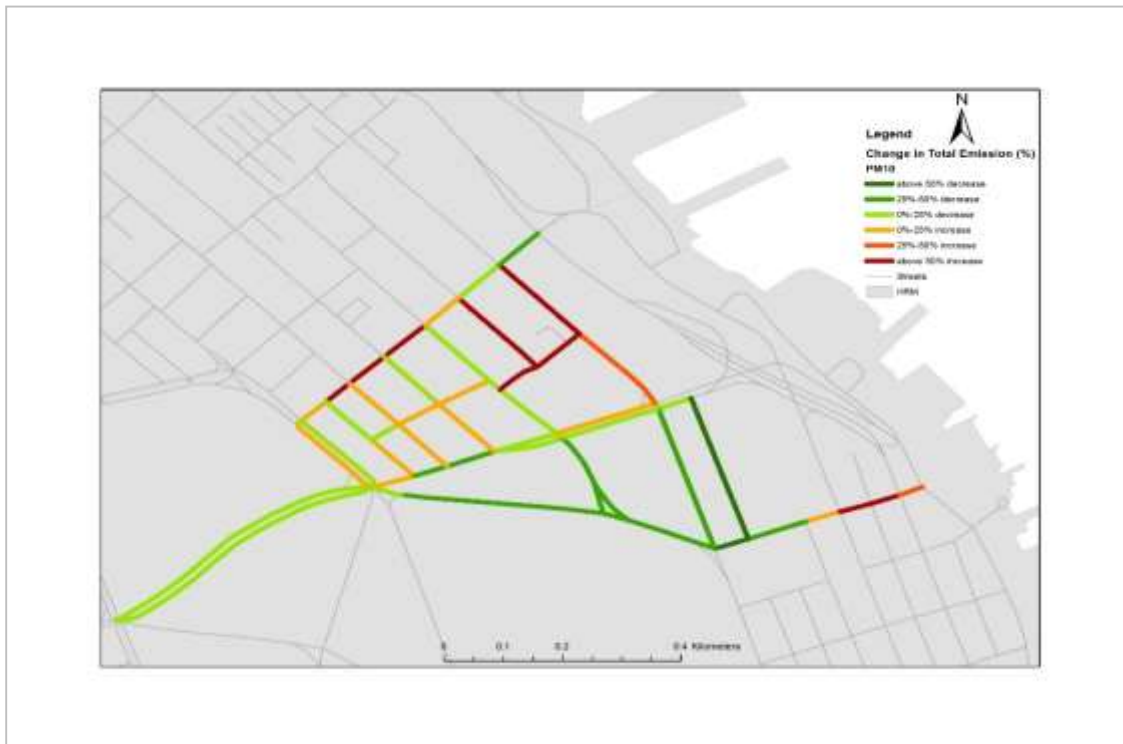 N
Legend
Change in Total Emission (%)
PM10
above 50% decrease
25%-50% decrease
0%-25% decrease
0%-25% increase
25%-50% increase
above 50% increase
Streets
HRM
0 0.1 0.2 0.4 Kilometers